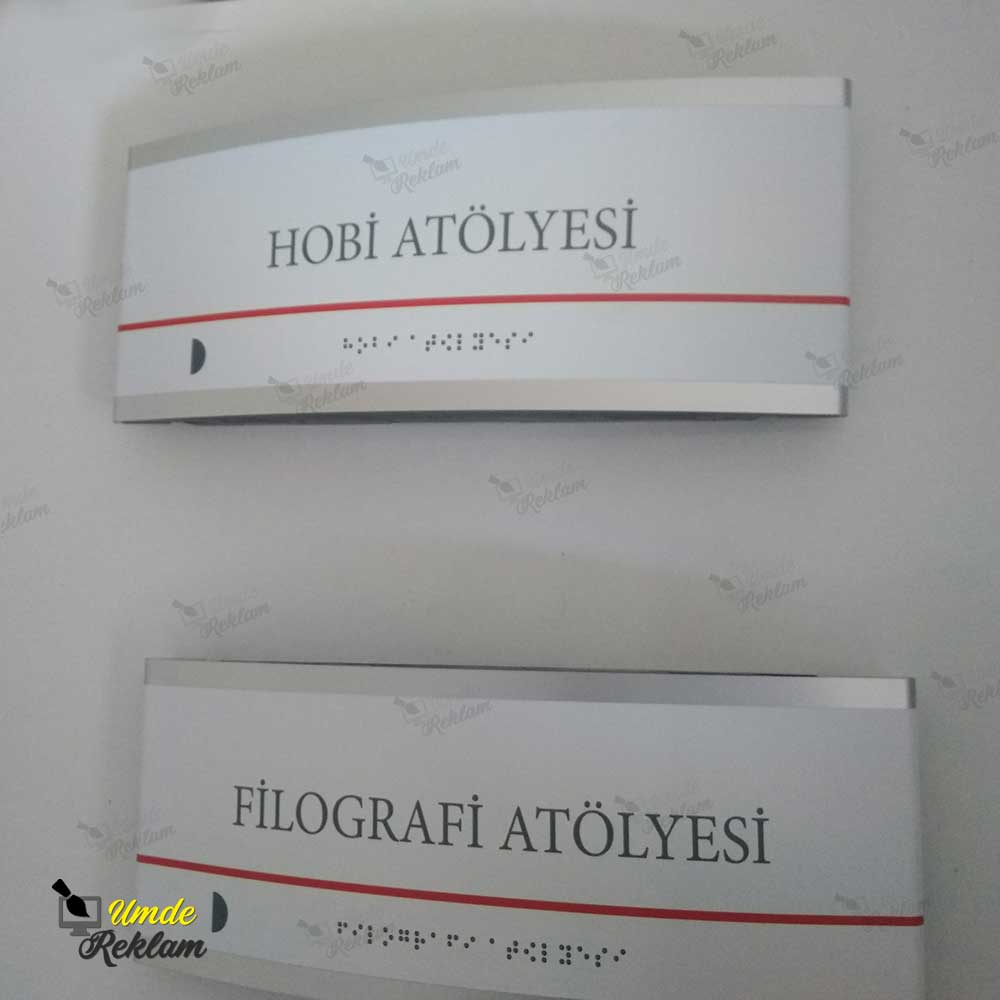 HOBİ ATÖLYESİ
⠓⠕⠃⠊ ⠁⠞⠪⠇⠽⠑⠎⠊
FİLOGRAFİ ATÖLYESİ
⠋⠊⠇⠕⠛⠗⠁⠋⠊ ⠁⠞⠪⠇⠽⠑⠎⠊
Umde
Reklam